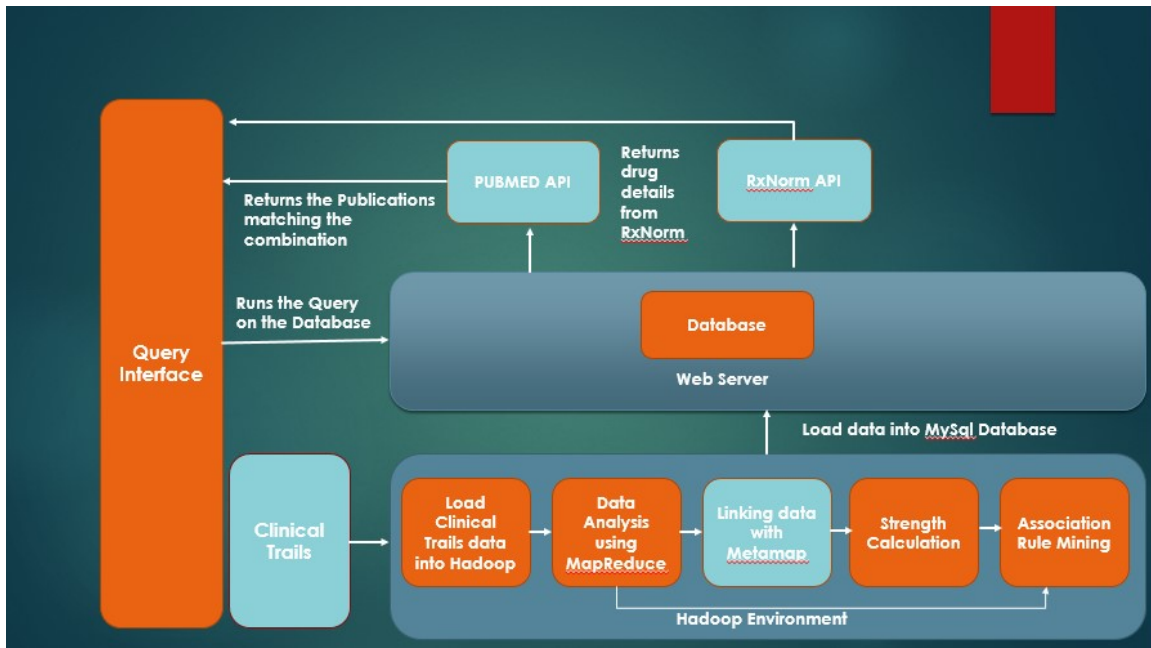 PUBMED API
Returns
drug
details
from
RxNorm
RxNorm API
Returns the Publications
matching the
combination
Runs the Query
on the Database
Query
Interface
Database
Web Server
Load data into MySql Database
Clinical
Trails
Load
Clinical
Trails data
into Hadoop
Data
Analysis
using
MapReduce
Linking data
with
Metamap
Strength
Calculation
Association
Rule Mining
Hadoop Environment